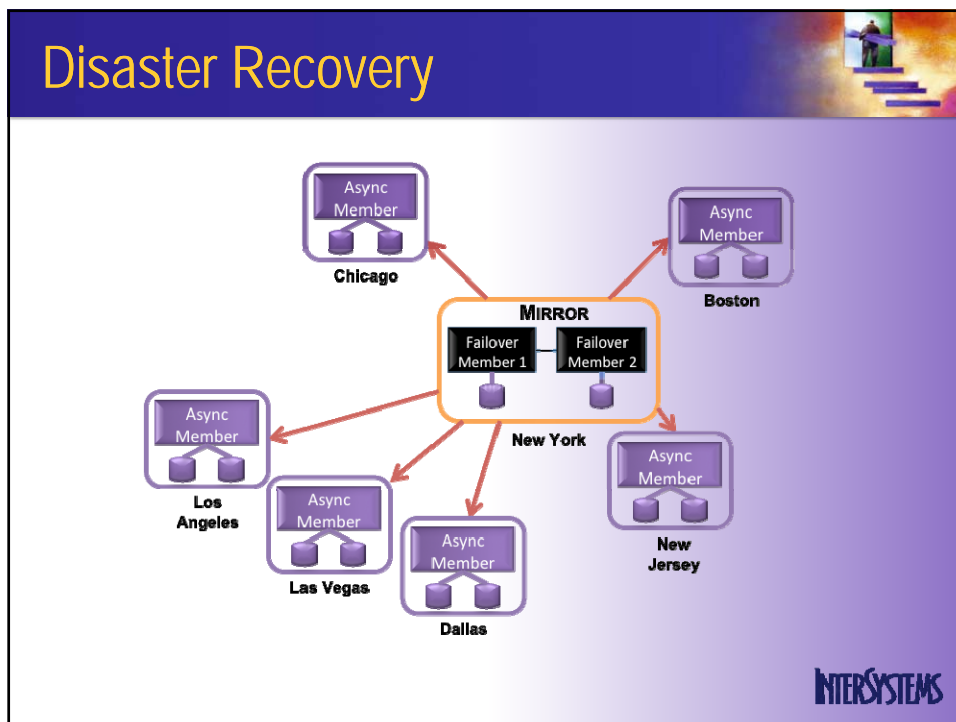 Disaster Recovery
Async
Member
Chicago
Async
Member
Boston
MIRROR
Failover
Member 1
Failover
Member 2
New York
Async
Member
Los
Angeles
Async
Member
Las Vegas
Async
Member
Dallas
Async
Member
New
Jersey
INTERSYSTEMS